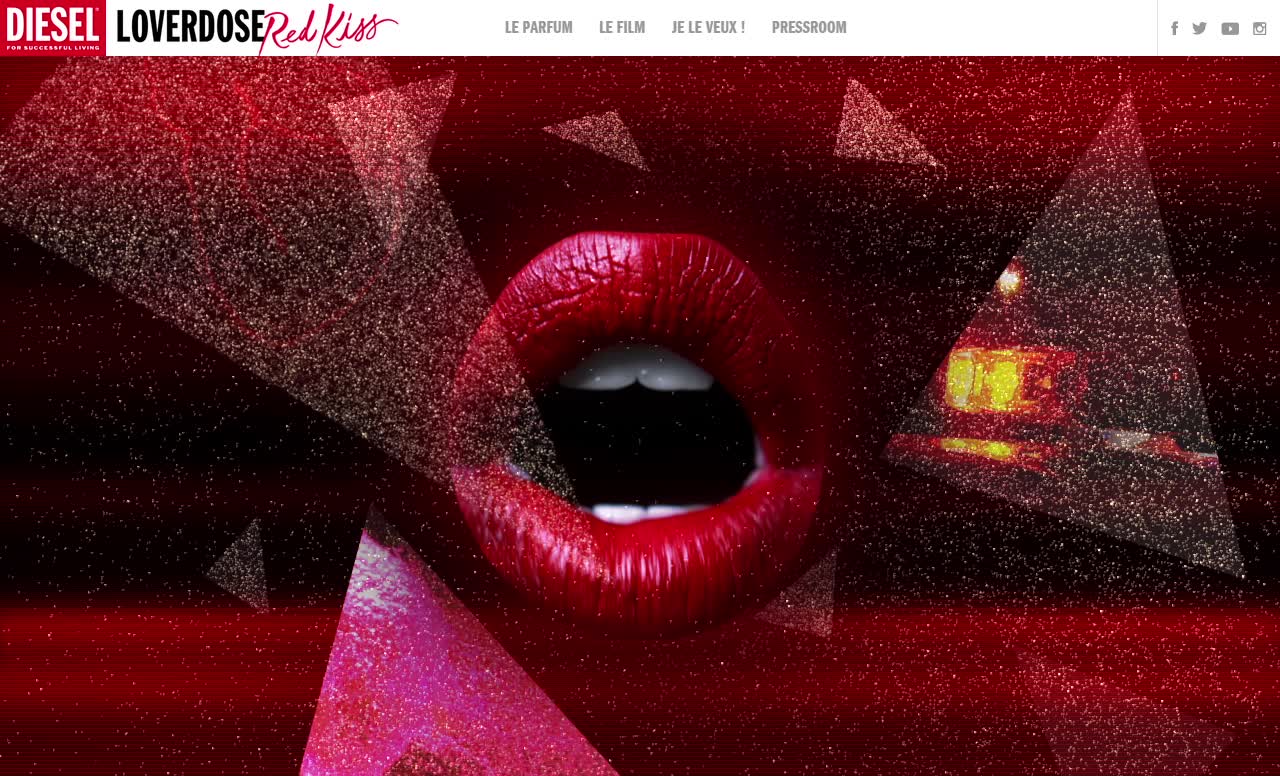 DIESEL
FOR SUCCESSFUL LIVING
LOVERDOSE Red Kiss
LE PARFUM
LE FILM
JE LE VEUX !
PRESSROOM